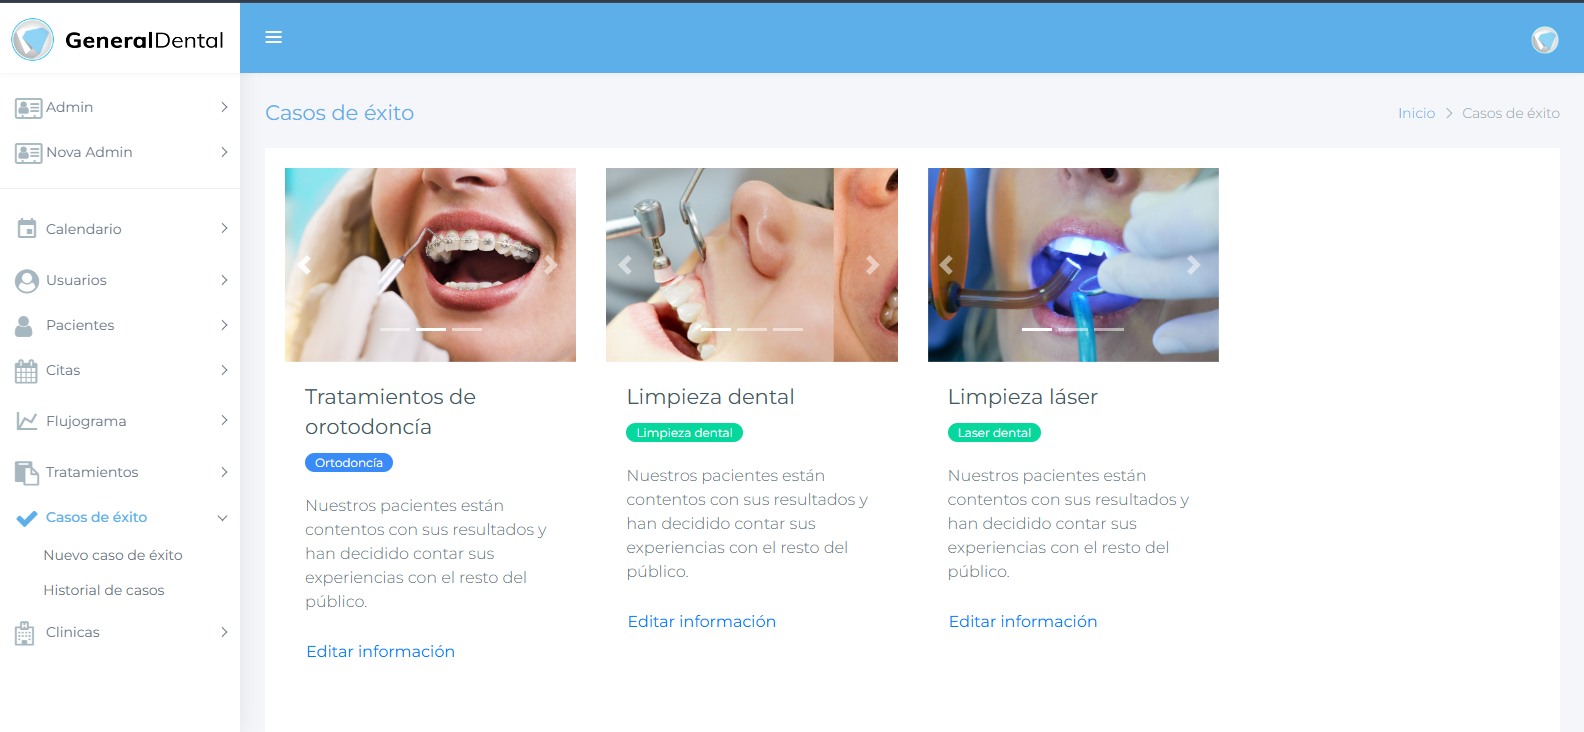 GeneralDental
Admin
Nova Admin
Calendario
Usuarios
Pacientes
Citas
Flujograma
Tratamientos
Casos de éxito
Nuevo caso de éxito
Historial de casos
Clinicas
Casos de éxito
Inicio > Casos de éxito
Tratamientos de
orotodoncía
Ortodoncía
Nuestros pacientes están
contentos con sus resultados y
han decidido contar sus
experiencias con el resto del
público.
Editar información
Limpieza dental
Limpieza dental
Nuestros pacientes están
contentos con sus resultados y
han decidido contar sus
experiencias con el resto del
público.
Editar información
Limpieza láser
Laser dental
Nuestros pacientes están
contentos con sus resultados y
han decidido contar sus
experiencias con el resto del
público.
Editar información